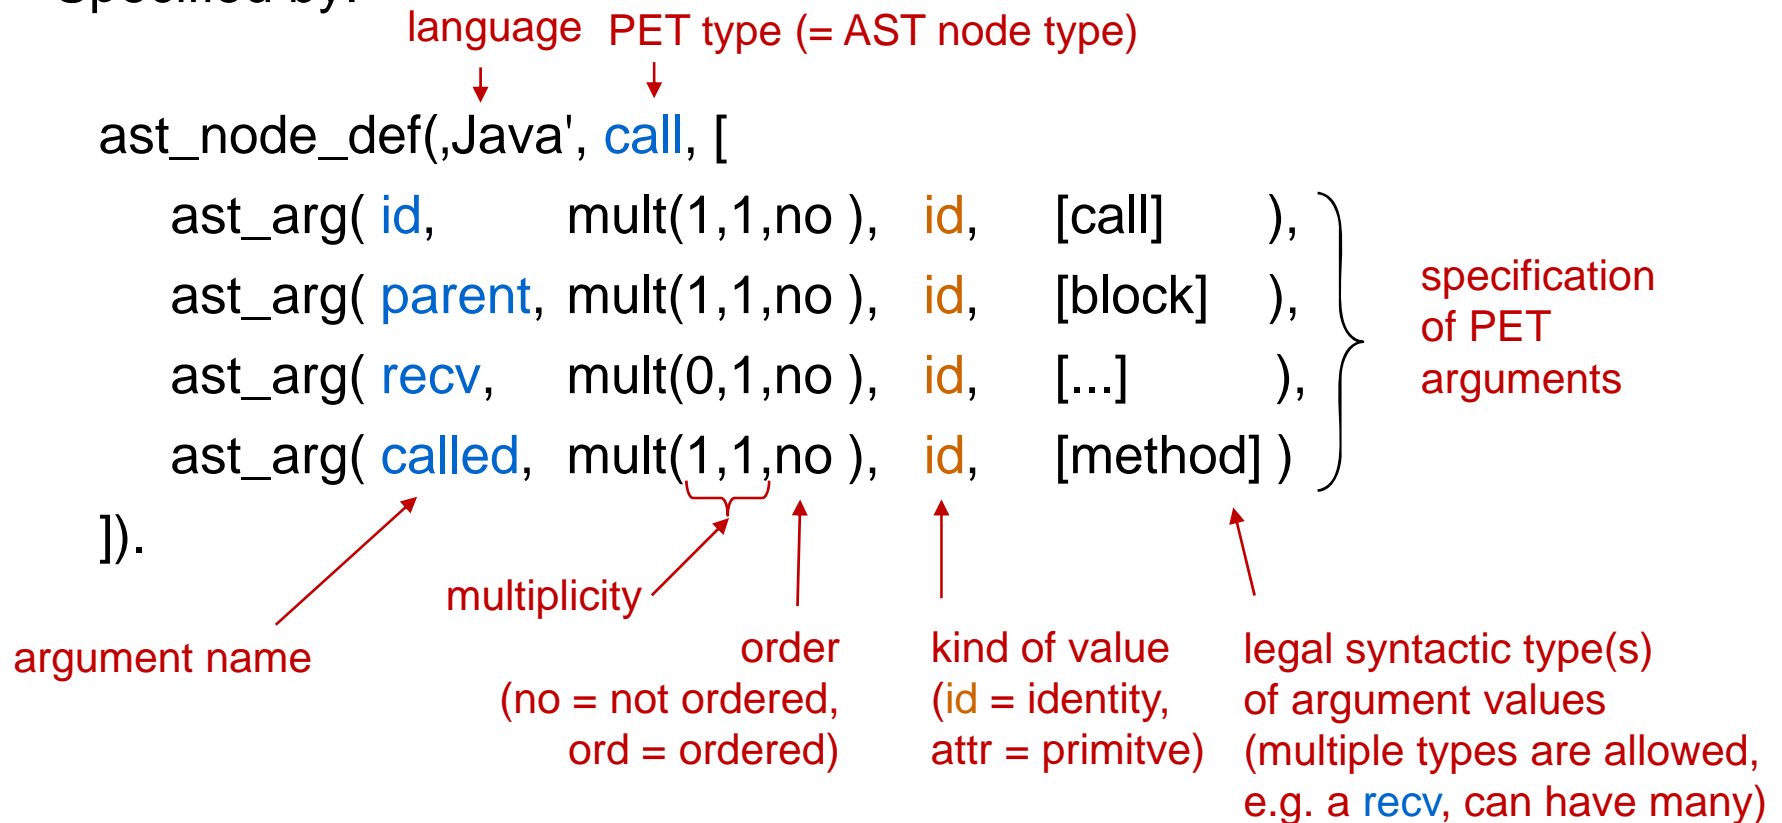 Specified by:
language PET type (= AST node type)
ast_node_def(‚Java', call, [
ast_arg( id, mult(1,1,no ), id, [call] ),
ast_arg( parent, mult(1,1,no ), id, [block] ),
ast_arg( recv, mult(0,1,no ), id, [...] ),
ast_arg( called, mult(1,1,no ), id, [method] )
]).
specification
of PET
arguments
multiplicity
argument name
order
(no = not ordered,
ord = ordered)
kind of value
(id = identity,
attr = primitve)
legal syntactic type(s)
of argument values
(multiple types are allowed,
e.g. a recv, can have many)